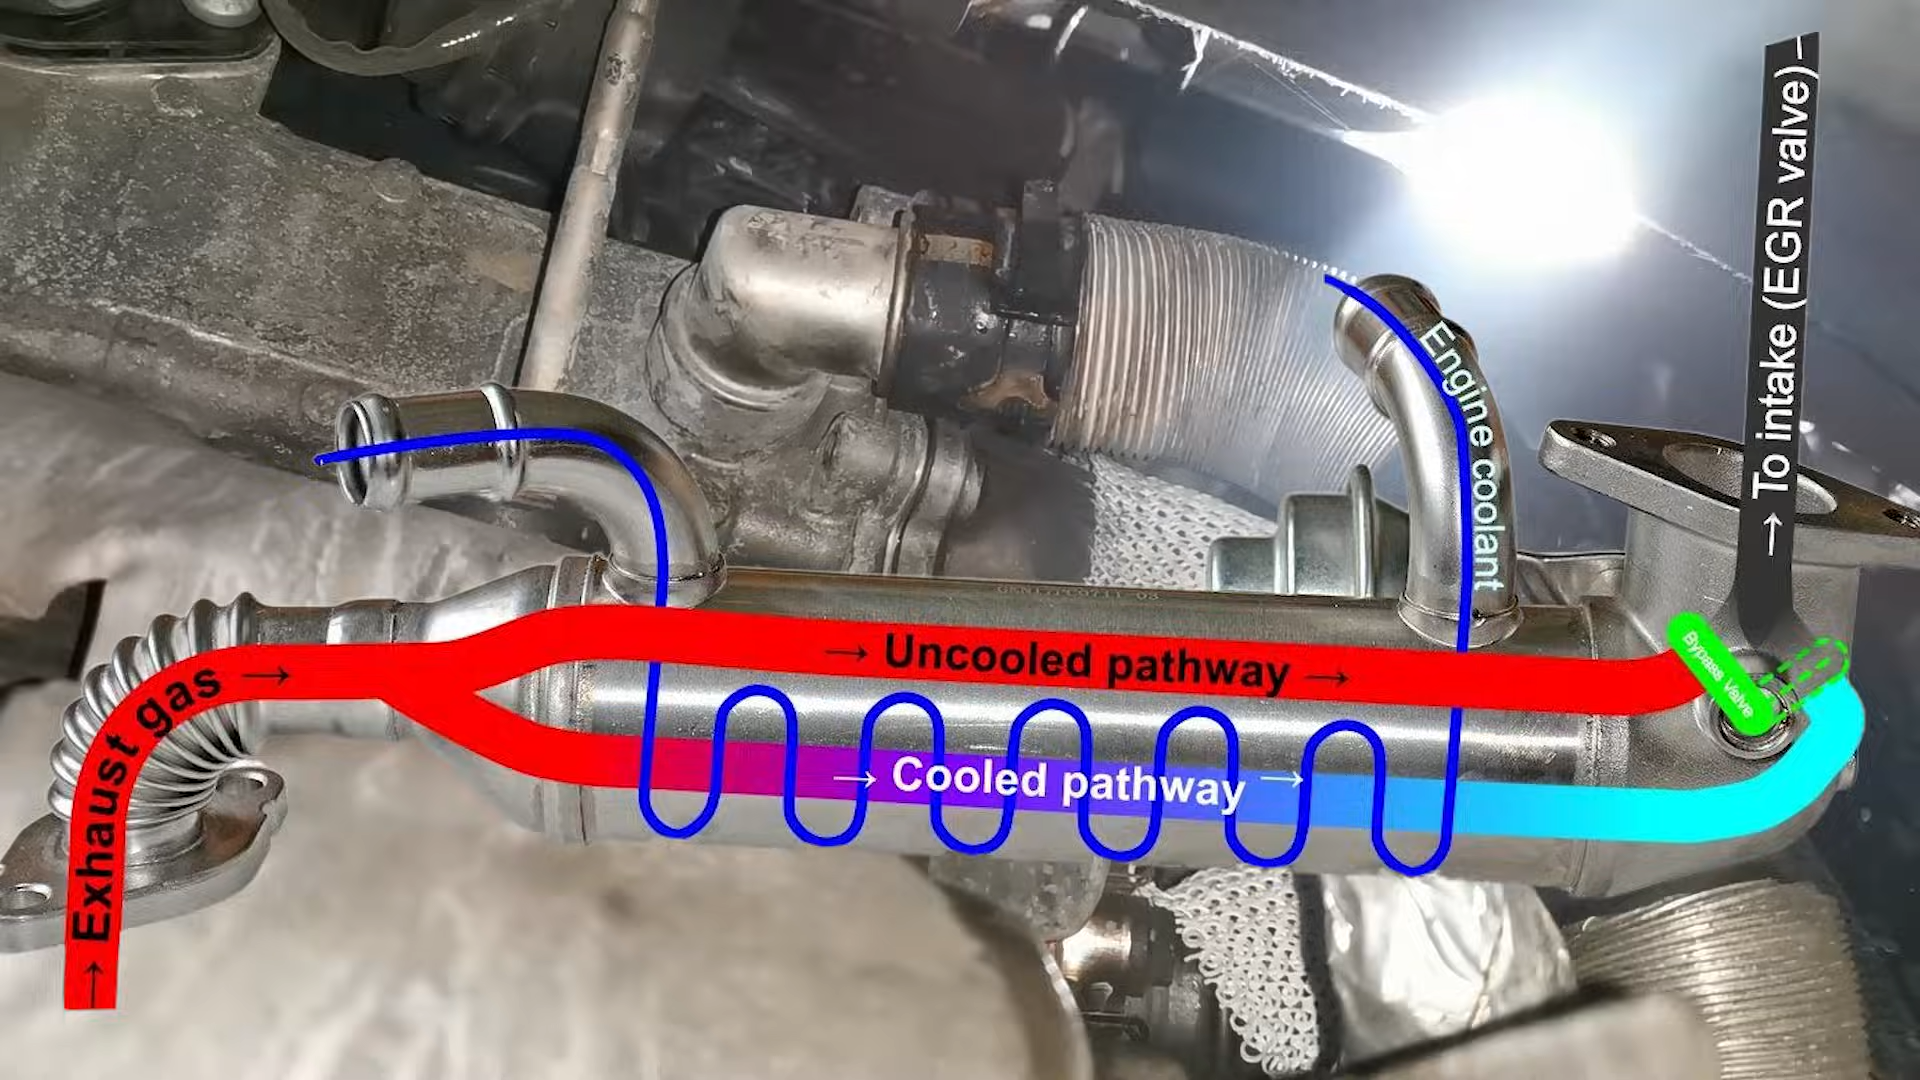 → To intake (EGR valve) -
Engine coolant
→ Uncooled pathway →
Bypass Valve
→ Exhaust gas →
→ Cooled pathway →